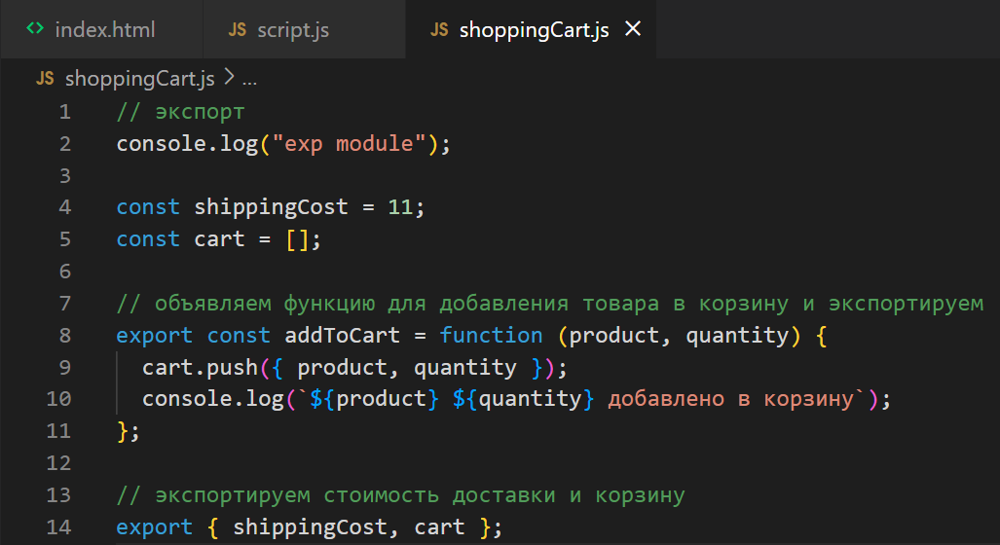 <> index.html JS script.js JS shoppingCart.js ✕
JS shoppingCart.js > ...
1 // экспорт
2 console.log("exp module");
3
4 const shippingCost = 11;
5 const cart = [];
6
7 // объявляем функцию для добавления товара в корзину и экспортируем
8 export const addToCart = function (product, quantity) {
9 cart.push({ product, quantity });
10 console.log(`${product} ${quantity} добавлено в корзину`);
11 };
12
13 // экспортируем стоимость доставки и корзину
14 export { shippingCost, cart };